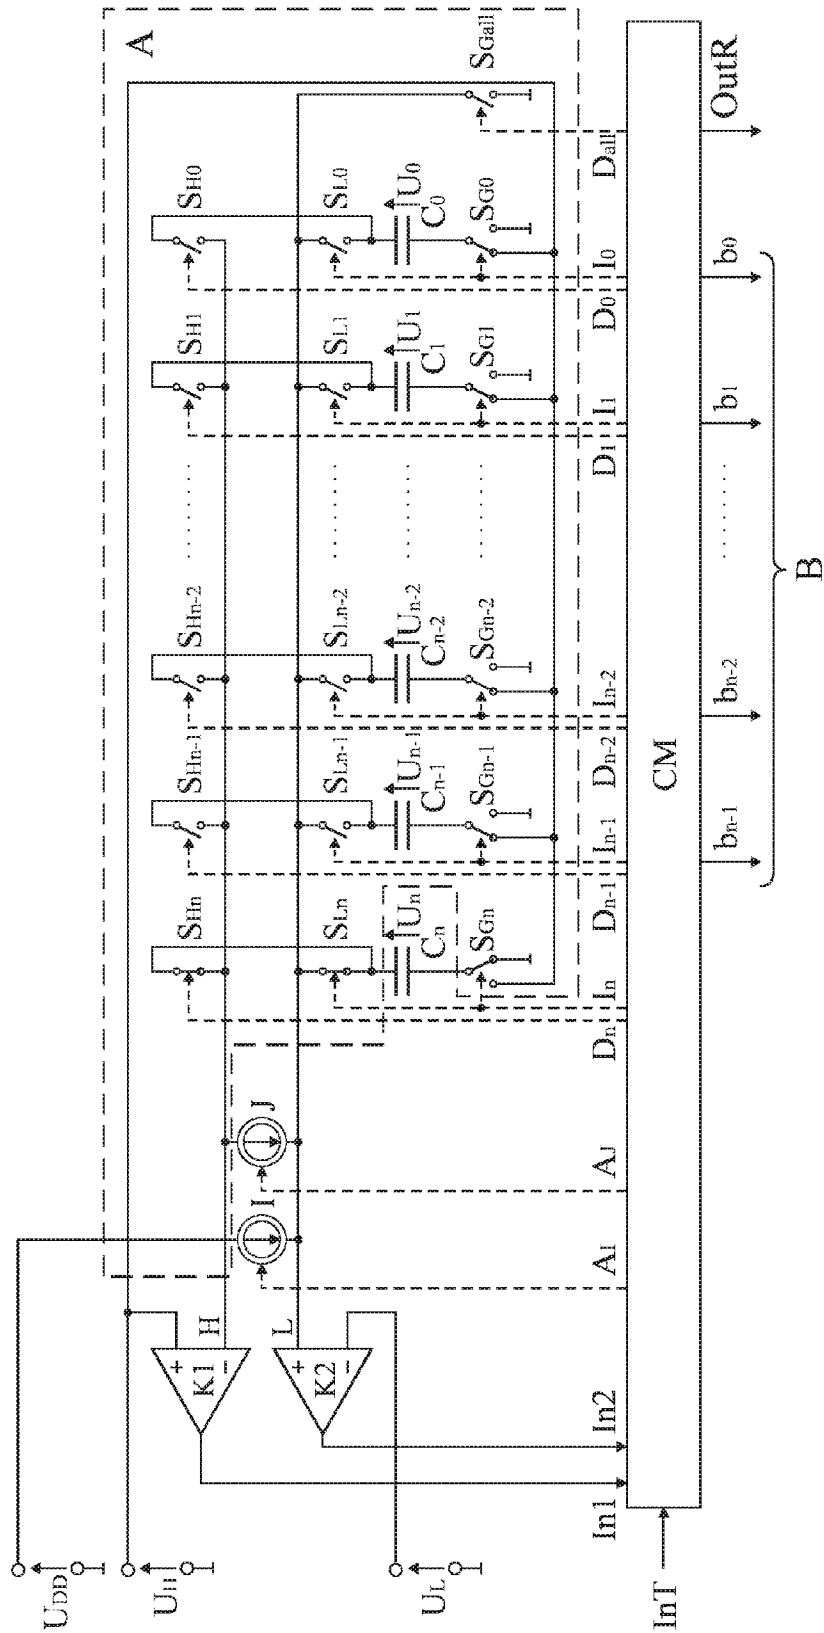 A
SHn
SHn-1
SHn-2
SH1
SH0
SLn
SLn-1
SLn-2
SL1
SL0
SGall
Un
Un-1
Un-2
U1
U0
Cn
Cn-1
Cn-2
C1
C0
SGn
SGn-1
SGn-2
SG1
SG0
UDD
UH
UL
K1
K2
H
L
I
J
+
−
+
−
In1
In2
AI
AJ
Dn
In
Dn-1
In-1
Dn-2
In-2
D1
I1
D0
I0
Dall
InT
CM
bn-1
bn-2
b1
b0
OutR
B